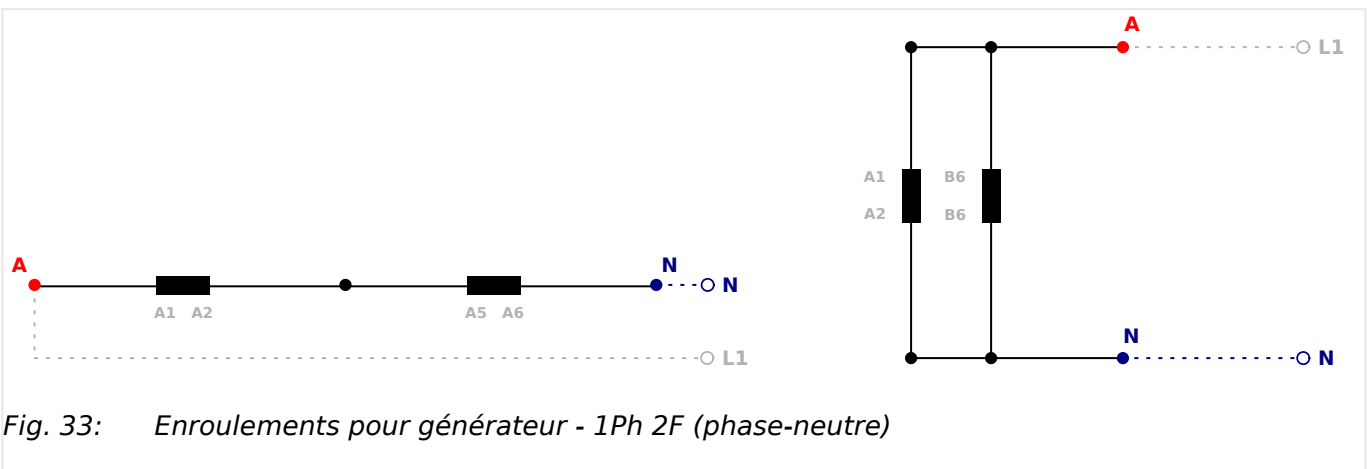 A
N
N
A1 A2
A5 A6
L1
A
L1
A1
B6
A2
B6
N
N
Fig. 33: Enroulements pour générateur - 1Ph 2F (phase-neutre)